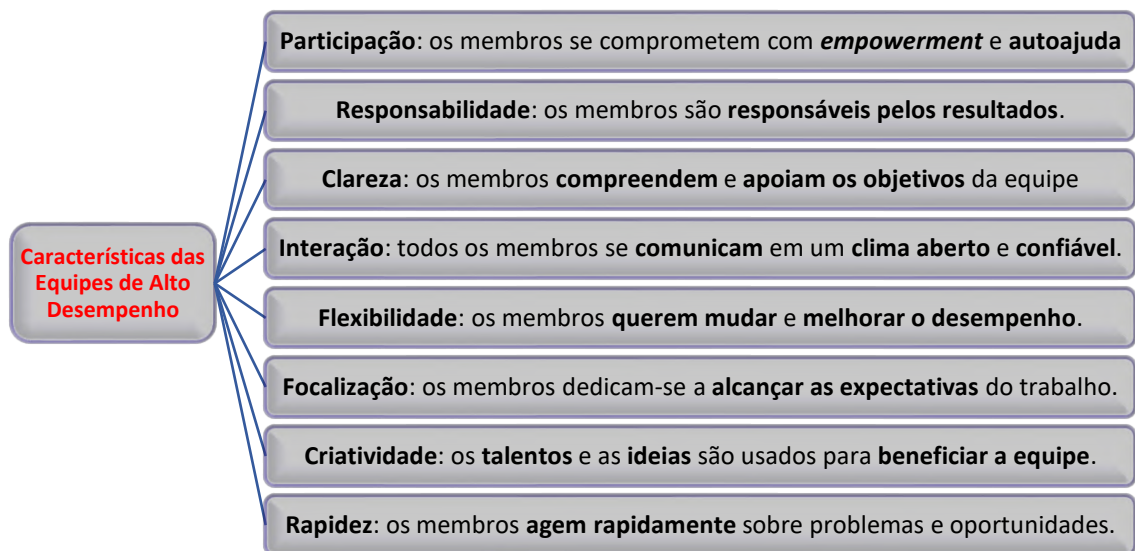 Participação: os membros se comprometem com empowerment e autoajuda
Responsabilidade: os membros são responsáveis pelos resultados.
Clareza: os membros compreendem e apoiam os objetivos da equipe
Características das
Equipes de Alto
Desempenho
Interação: todos os membros se comunicam em um clima aberto e confiável.
Flexibilidade: os membros querem mudar e melhorar o desempenho.
Focalização: os membros dedicam-se a alcançar as expectativas do trabalho.
Criatividade: os talentos e as ideias são usados para beneficiar a equipe.
Rapidez: os membros agem rapidamente sobre problemas e oportunidades.